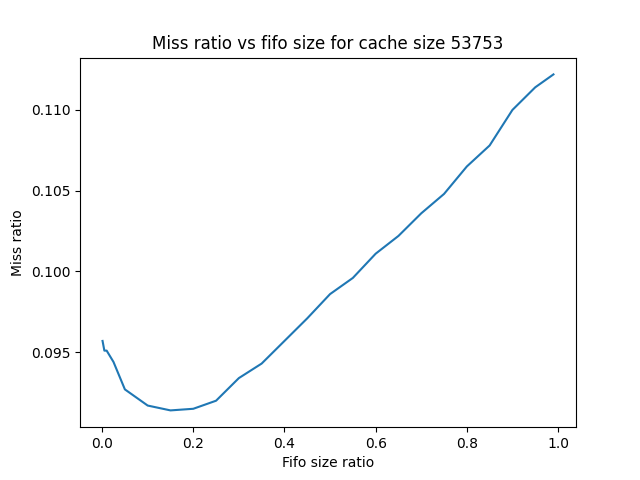 Miss ratio vs fifo size for cache size 53753
0.110
0.105
0.100
0.095
Miss ratio
0.0 0.2 0.4 0.6 0.8 1.0
Fifo size ratio